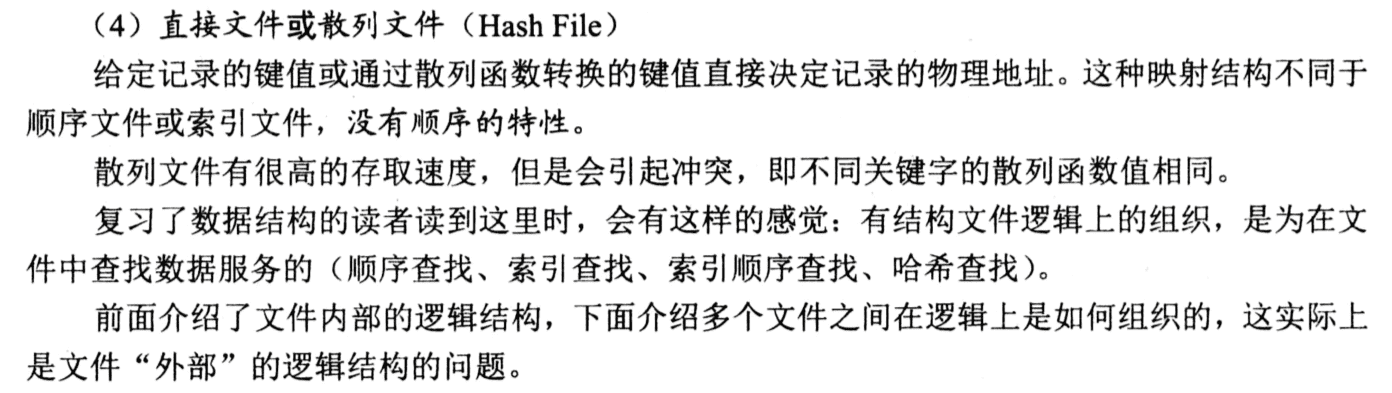 （4）直接文件或散列文件（Hash File）
给定记录的键值或通过散列函数转换的键值直接决定记录的物理地址。这种映射结构不同于
顺序文件或索引文件，没有顺序的特性。
散列文件有很高的存取速度，但是会引起冲突，即不同关键字的散列函数值相同。
复习了数据结构的读者读到这里时，会有这样的感觉：有结构文件逻辑上的组织，是为在文
件中查找数据服务的（顺序查找、索引查找、索引顺序查找、哈希查找）。
前面介绍了文件内部的逻辑结构，下面介绍多个文件之间在逻辑上是如何组织的，这实际上
是文件“外部”的逻辑结构的问题。